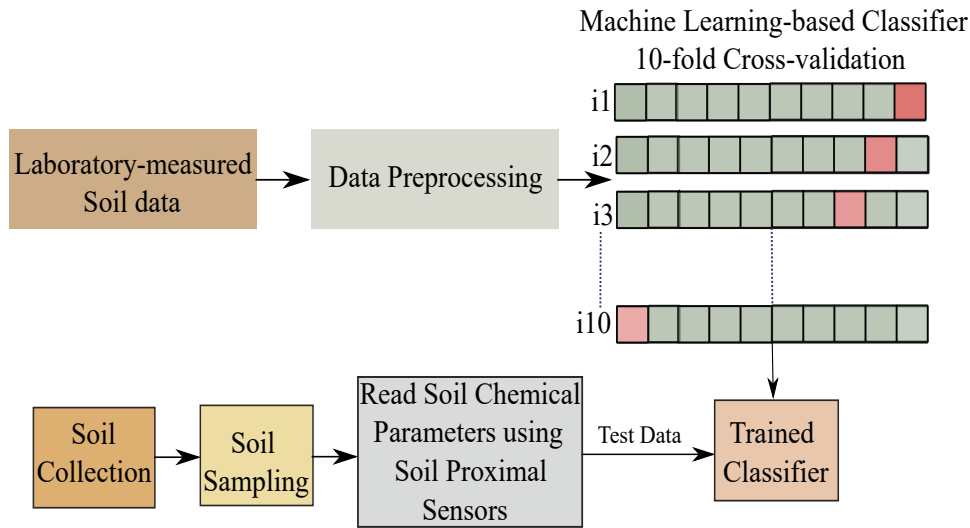 Machine Learning-based Classifier
10-fold Cross-validation
i1
i2
i3
i10
Laboratory-measured
Soil data
Data Preprocessing
Soil
Collection
Soil
Sampling
Read Soil Chemical
Parameters using
Soil Proximal
Sensors
Test Data
Trained
Classifier